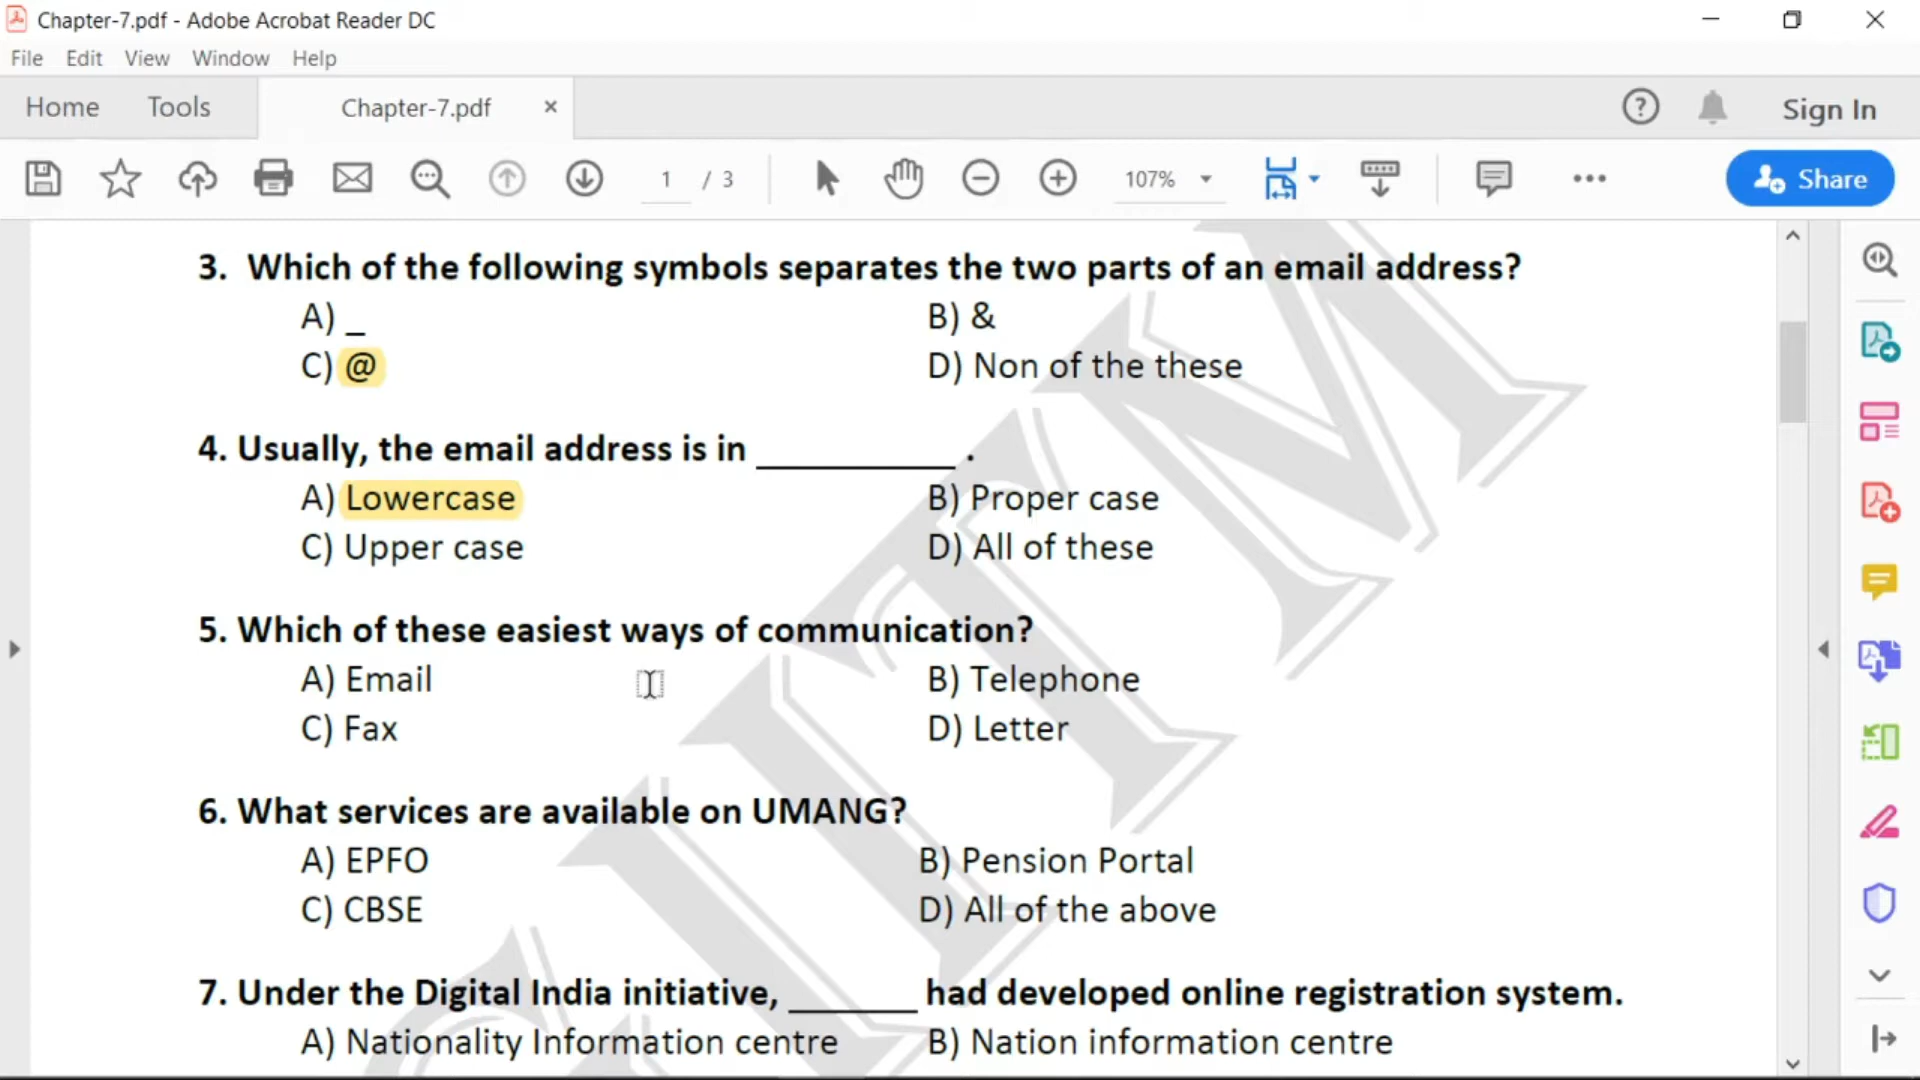 Chapter-7.pdf - Adobe Acrobat Reader DC
File Edit View Window Help
Home Tools Chapter-7.pdf × Sign In
1 / 3 107% Share
3. Which of the following symbols separates the two parts of an email address?
A) _ B) &
C) @ D) Non of the these
4. Usually, the email address is in ___________ .
A) Lowercase B) Proper case
C) Upper case D) All of these
5. Which of these easiest ways of communication?
A) Email B) Telephone
C) Fax D) Letter
6. What services are available on UMANG?
A) EPFO B) Pension Portal
C) CBSE D) All of the above
7. Under the Digital India initiative, _______ had developed online registration system.
A) Nationality Information centre B) Nation information centre